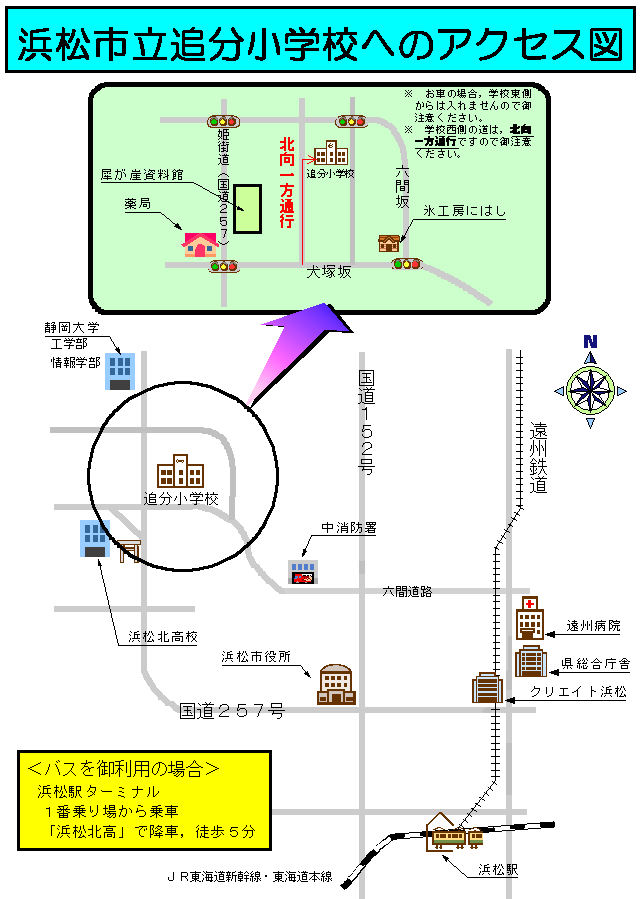 浜松市立追分小学校へのアクセス図
※　お車の場合，学校東側
からは入れませんので御
注意ください。
※　学校西側の道は，北向
一方通行ですので御注意
ください。
姫街道（国道２５７）
北向一方通行
追分小学校
六間坂
犀が崖資料館
薬局
氷工房にはし
犬塚坂
静岡大学
工学部
情報学部
N
国道１５２号
遠州鉄道
追分小学校
中消防署
六間道路
浜松北高校
遠州病院
浜松市役所
県総合庁舎
クリエイト浜松
国道２５７号
＜バスを御利用の場合＞
浜松駅ターミナル
１番乗り場から乗車
「浜松北高」で降車，徒歩５分
浜松駅
ＪＲ東海道新幹線・東海道本線